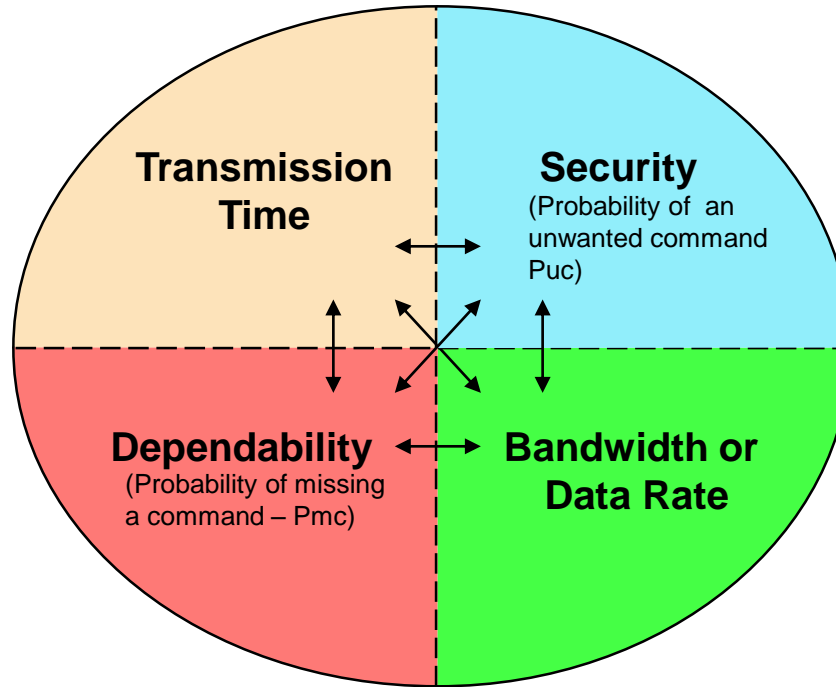 Transmission
Time
Security
(Probability of an
unwanted command
Puc)
Dependability
(Probability of missing
a command – Pmc)
Bandwidth or
Data Rate